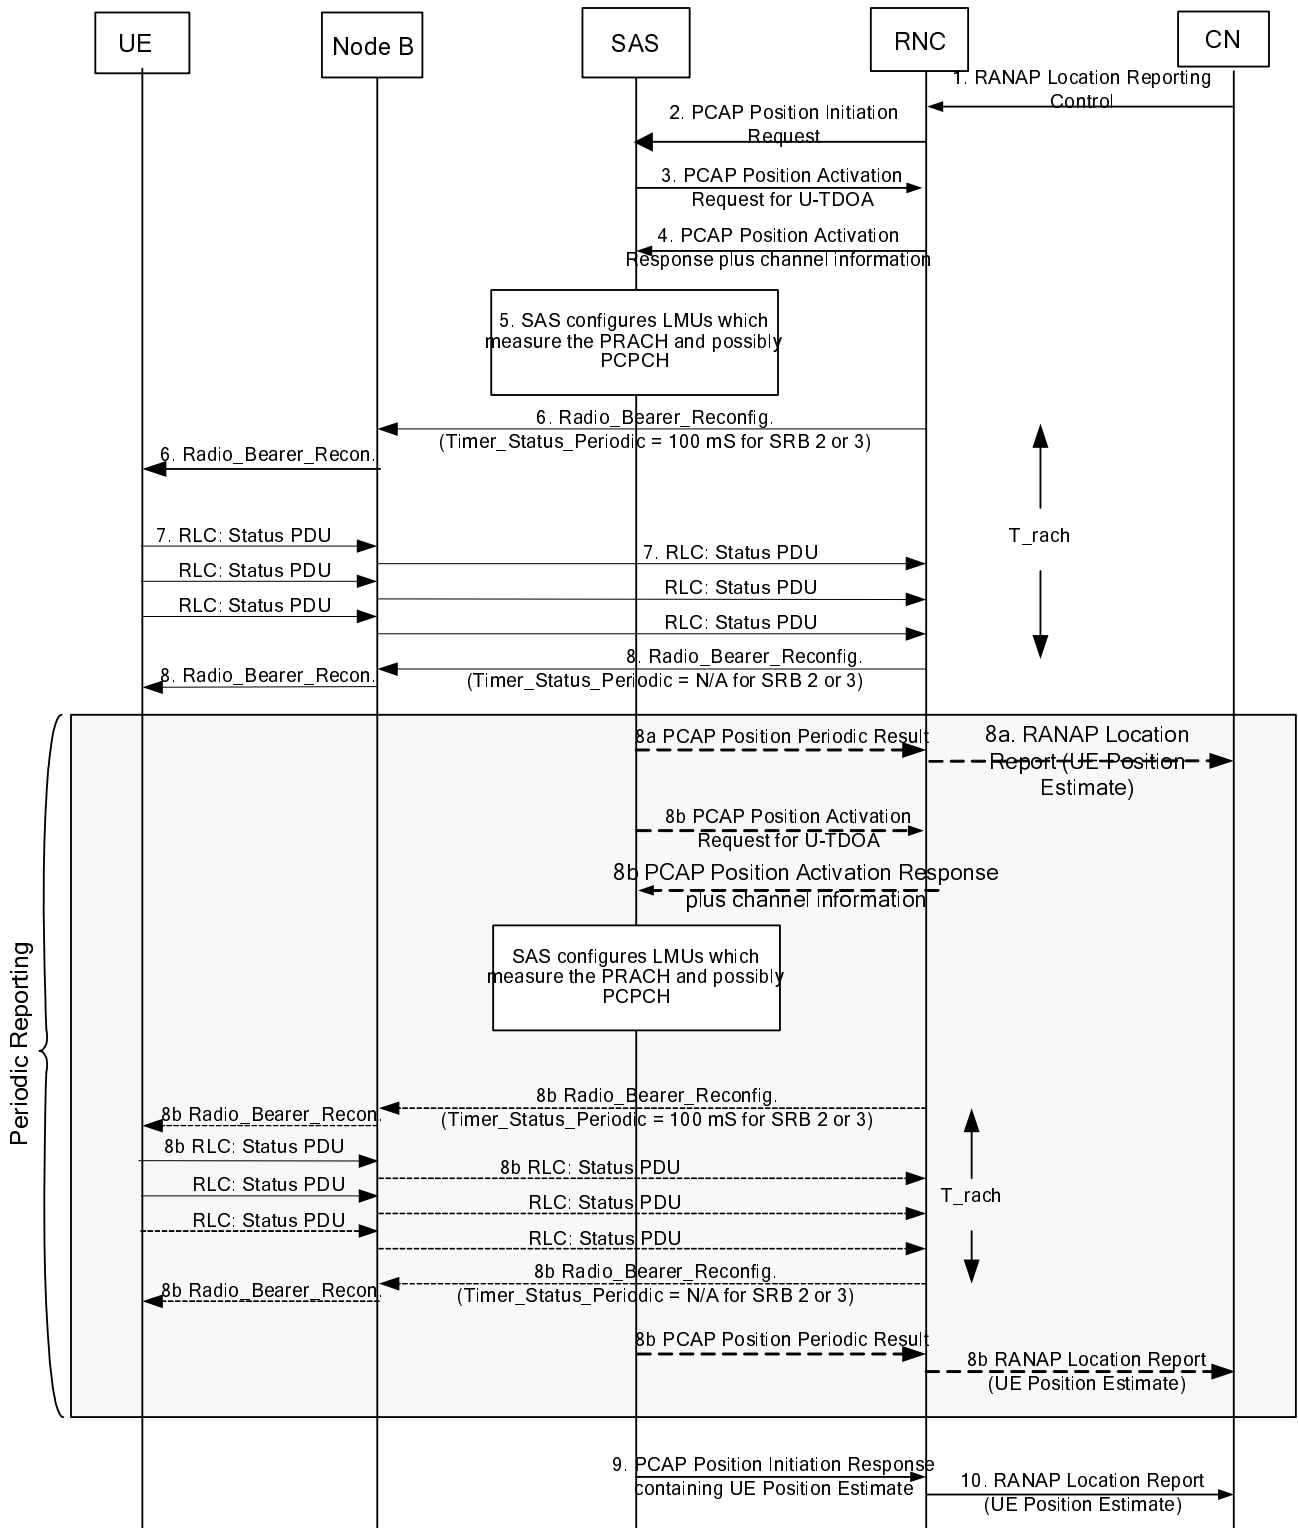 UE
Node B
SAS
RNC
CN
1. RANAP Location Reporting
Control
2. PCAP Position Initiation
Request
3. PCAP Position Activation
Request for U-TDOA
4. PCAP Position Activation
Response plus channel information
5. SAS configures LMUs which
measure the PRACH and possibly
PCPCH
6. Radio_Bearer_Reconfig.
(Timer_Status_Periodic = 100 mS for SRB 2 or 3)
6. Radio_Bearer_Recon.
T_rach
7. RLC: Status PDU
7. RLC: Status PDU
RLC: Status PDU
RLC: Status PDU
RLC: Status PDU
RLC: Status PDU
8. Radio_Bearer_Reconfig.
(Timer_Status_Periodic = N/A for SRB 2 or 3)
8. Radio_Bearer_Recon.
Periodic Reporting
8a PCAP Position Periodic Result
8a. RANAP Location
Report (UE Position
Estimate)
8b PCAP Position Activation
Request for U-TDOA
8b PCAP Position Activation Response
plus channel information
SAS configures LMUs which
measure the PRACH and possibly
PCPCH
8b Radio_Bearer_Reconfig.
(Timer_Status_Periodic = 100 mS for SRB 2 or 3)
8b Radio_Bearer_Recon.
8b RLC: Status PDU
8b RLC: Status PDU
RLC: Status PDU
RLC: Status PDU
RLC: Status PDU
RLC: Status PDU
T_rach
8b Radio_Bearer_Reconfig.
(Timer_Status_Periodic = N/A for SRB 2 or 3)
8b Radio_Bearer_Recon.
8b PCAP Position Periodic Result
8b RANAP Location Report
(UE Position Estimate)
9. PCAP Position Initiation Response
containing UE Position Estimate
10. RANAP Location Report
(UE Position Estimate)